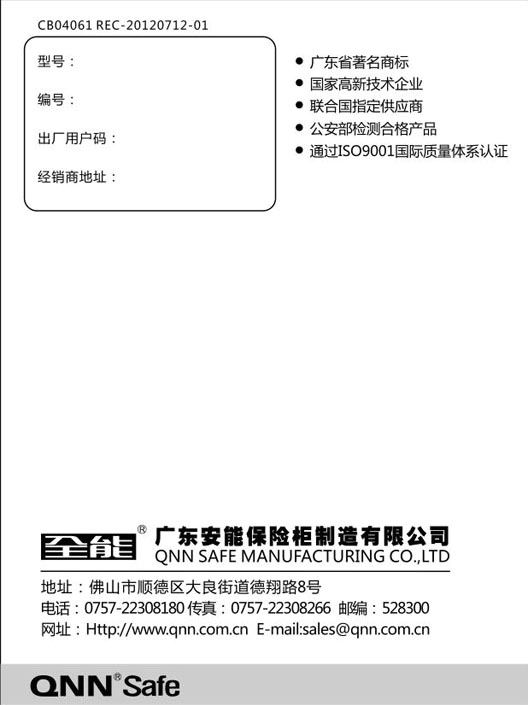 CB04061 REC-20120712-01
型号：
编号：
出厂用户码：
经销商地址：
● 广东省著名商标
● 国家高新技术企业
● 联合国指定供应商
● 公安部检测合格产品
● 通过ISO9001国际质量体系认证
全能® 广东安能保险柜制造有限公司
QNN SAFE MANUFACTURING CO.,LTD
地址：佛山市顺德区大良街道德翔路8号
电话：0757-22308180 传真：0757-22308266 邮编：528300
网址：Http://www.qnn.com.cn E-mail:sales@qnn.com.cn
QNN® Safe